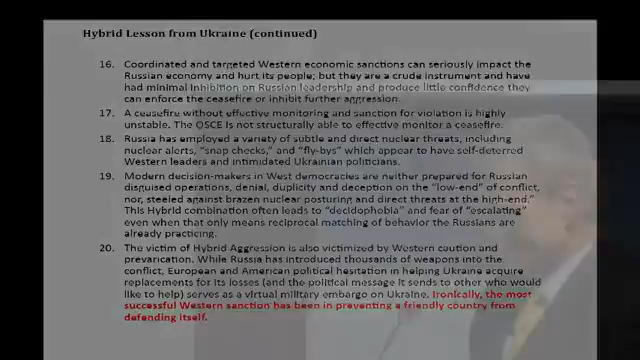 Hybrid Lesson from Ukraine (continued)
16. Coordinated and targeted Western economic sanctions can seriously impact the
Russian economy and hurt its people; but they are a crude instrument and have
had minimal inhibition on Russian leadership and produce little confidence they
can enforce the ceasefire or inhibit further aggression.
17. A ceasefire without effective monitoring and sanction for violation is highly
unstable. The OSCE is not structurally able to effective monitor a ceasefire.
18. Russia has employed a variety of subtle and direct nuclear threats, including
nuclear alerts, "snap checks," and "fly-bys" which appear to have self-deterred
Western leaders and intimidated Ukrainian politicians.
19. Modern decision-makers in West democracies are neither prepared for Russian
disguised operations, denial, duplicity and deception on the "low-end" of conflict,
nor, steeled against brazen nuclear posturing and direct threats at the high-end."
This Hybrid combination often leads to "decidophobia" and fear of "escalating"
even when that only means reciprocal matching of behavior the Russians are
already practicing.
20. The victim of Hybrid Aggression is also victimized by Western caution and
prevarication. While Russia has introduced thousands of weapons into the
conflict, European and American political hesitation in helping Ukraine acquire
replacements for its losses (and the political message it sends to other who would
like to help) serves as a virtual military embargo on Ukraine. Ironically, the most
successful Western sanction has been in preventing a friendly country from
defending itself.